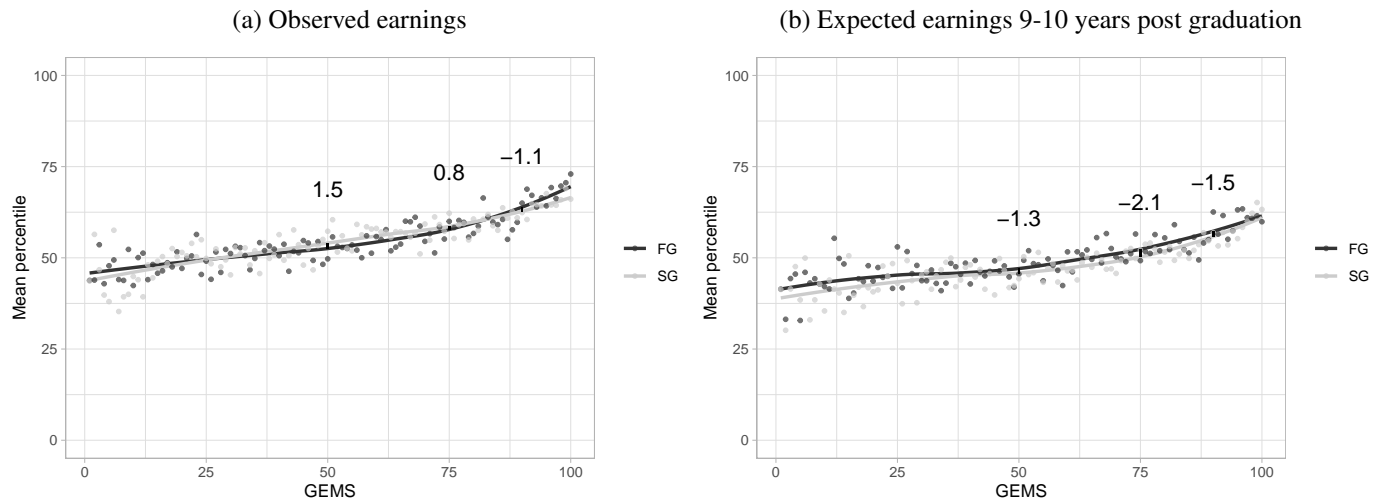 (a) Observed earnings
100
75
50
25
0
Mean percentile
1.5
0.8
−1.1
0
25
50
75
100
GEMS
FG
SG
(b) Expected earnings 9-10 years post graduation
100
75
50
25
0
Mean percentile
−1.3
−2.1
−1.5
0
25
50
75
100
GEMS
FG
SG